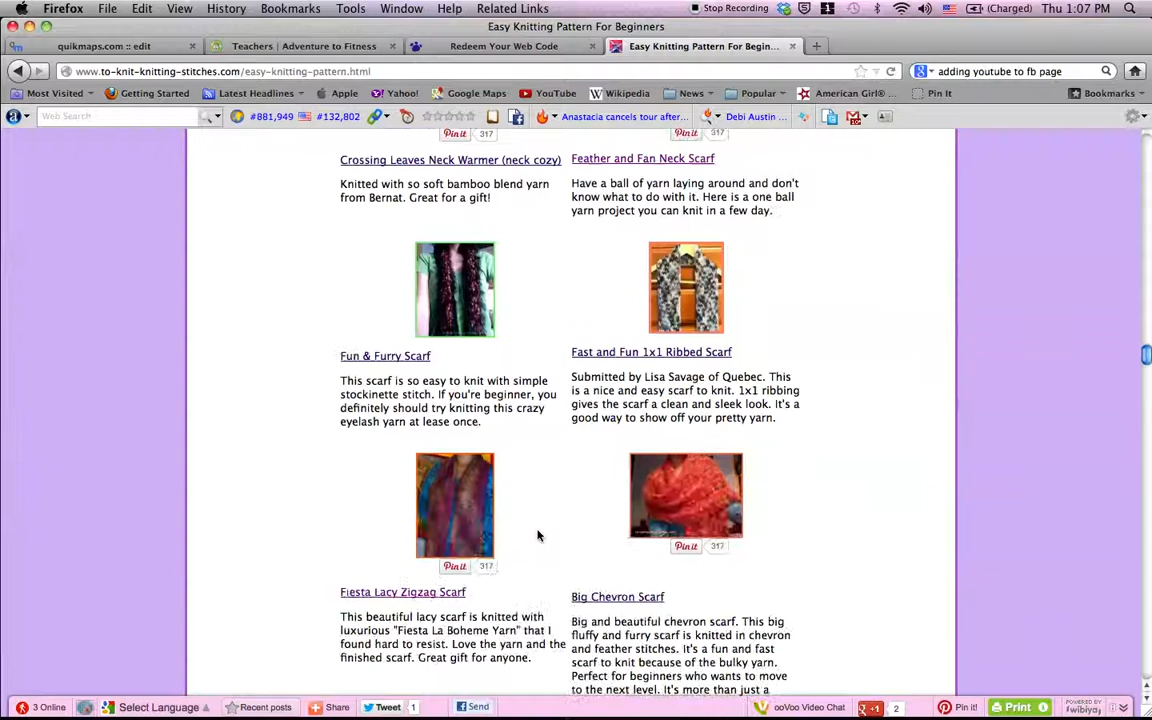 Firefox File Edit View History Bookmarks Tools Window Help Related Links Stop Recording (Charged) Thu 1:07 PM
Easy Knitting Pattern For Beginners
quikmaps.com :: edit Teachers | Adventure to Fitness Redeem Your Web Code Easy Knitting Pattern For Begin...
www.to-knit-knitting-stitches.com/easy-knitting-pattern.html adding youtube to fb page
Most Visited Getting Started Latest Headlines Apple Yahoo! Google Maps YouTube Wikipedia News Popular American Girl® ... Pin It Bookmarks
Web Search #881,949 #132,802 Anastacia cancels tour after... Debi Austin ...
Pin it 317 Pin it 317
Crossing Leaves Neck Warmer (neck cozy)
Knitted with so soft bamboo blend yarn
from Bernat. Great for a gift!
Feather and Fan Neck Scarf
Have a ball of yarn laying around and don't
know what to do with it. Here is a one ball
yarn project you can knit in a few day.
Fun & Furry Scarf
This scarf is so easy to knit with simple
stockinette stitch. If you're beginner, you
definitely should try knitting this crazy
eyelash yarn at lease once.
Fast and Fun 1x1 Ribbed Scarf
Submitted by Lisa Savage of Quebec. This
is a nice and easy scarf to knit. 1x1 ribbing
gives the scarf a clean and sleek look. It's a
good way to show off your pretty yarn.
Pin it 317
Fiesta Lacy Zigzag Scarf
This beautiful lacy scarf is knitted with
luxurious "Fiesta La Boheme Yarn" that I
found hard to resist. Love the yarn and the
finished scarf. Great gift for anyone.
Pin it 317
Big Chevron Scarf
Big and beautiful chevron scarf. This big
fluffy and furry scarf is knitted in chevron
and feather stitches. It's a fun and fast
scarf to knit because of the bulky yarn.
Perfect for beginners who wants to move
to the next level. It's more than just a
3 Online Select Language Recent posts Share Tweet 1 Send ooVoo Video Chat +1 2 Pin it! Print POWERED BY wibiya